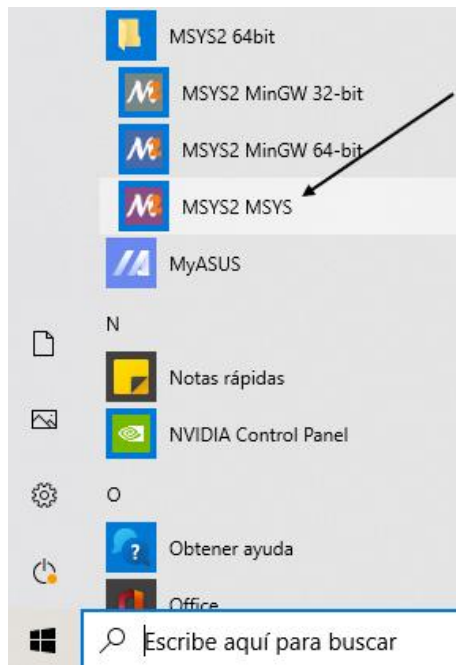 MSYS2 64bit
MSYS2 MinGW 32-bit
MSYS2 MinGW 64-bit
MSYS2 MSYS
MyASUS
N
Notas rápidas
NVIDIA Control Panel
O
Obtener ayuda
Office
Escribe aquí para buscar